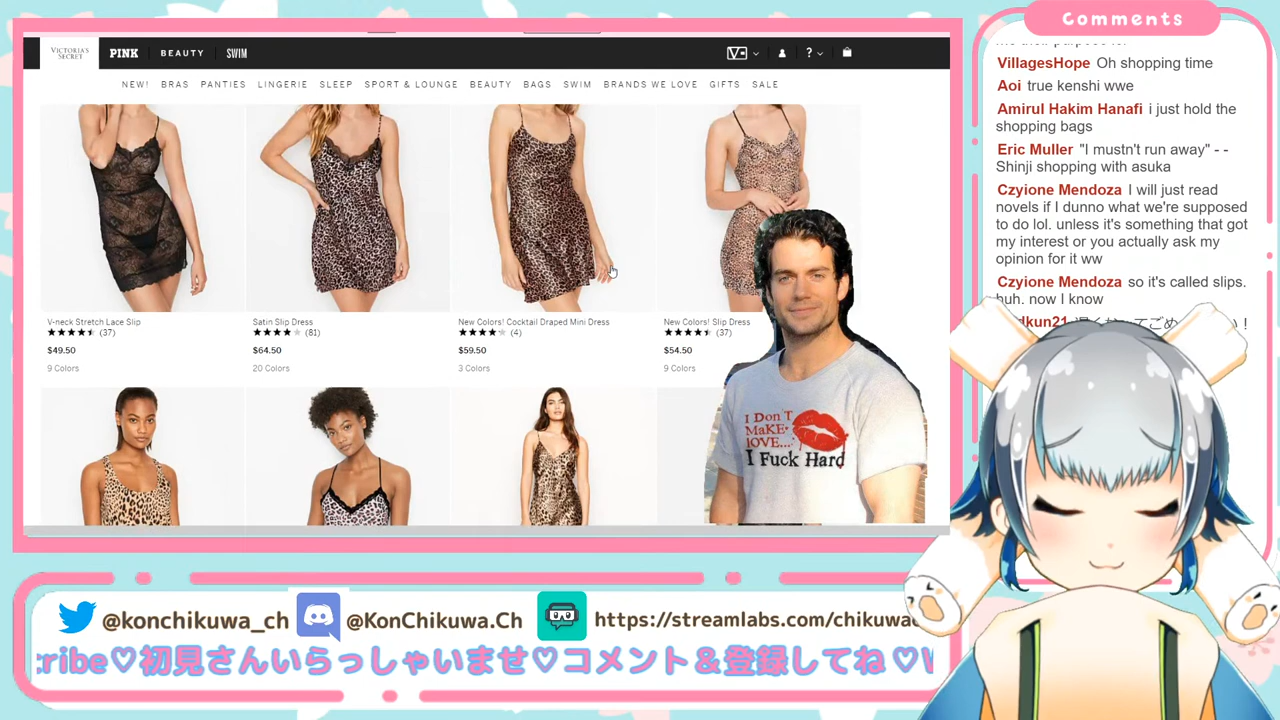 VICTORIA'S SECRET
PINK
BEAUTY
SWIM
NEW! BRAS PANTIES LINGERIE SLEEP SPORT & LOUNGE BEAUTY BAGS SWIM BRANDS WE LOVE GIFTS SALE
V-neck Stretch Lace Slip
(37)
$49.50
9 Colors
Satin Slip Dress
(81)
$64.50
20 Colors
New Colors! Cocktail Draped Mini Dress
(4)
$59.50
3 Colors
New Colors! Slip Dress
(37)
$54.50
9 Colors
I DON'T
MAKE
LOVE...
I FUCK HARD
Comments
VillagesHope Oh shopping time
Aoi true kenshi wwe
Amirul Hakim Hanafi i just hold the
shopping bags
Eric Muller "I mustn't run away" - -
Shinji shopping with asuka
Czyione Mendoza I will just read
novels if I dunno what we're supposed
to do lol. unless it's something that got
my interest or you actually ask my
opinion for it ww
Czyione Mendoza so it's called slips.
huh. now I know
@konchikuwa_ch
@KonChikuwa.Ch
https://streamlabs.com/chikuwa
cribe♡初見さんいらっしゃいませ♡コメント＆登録してね♡